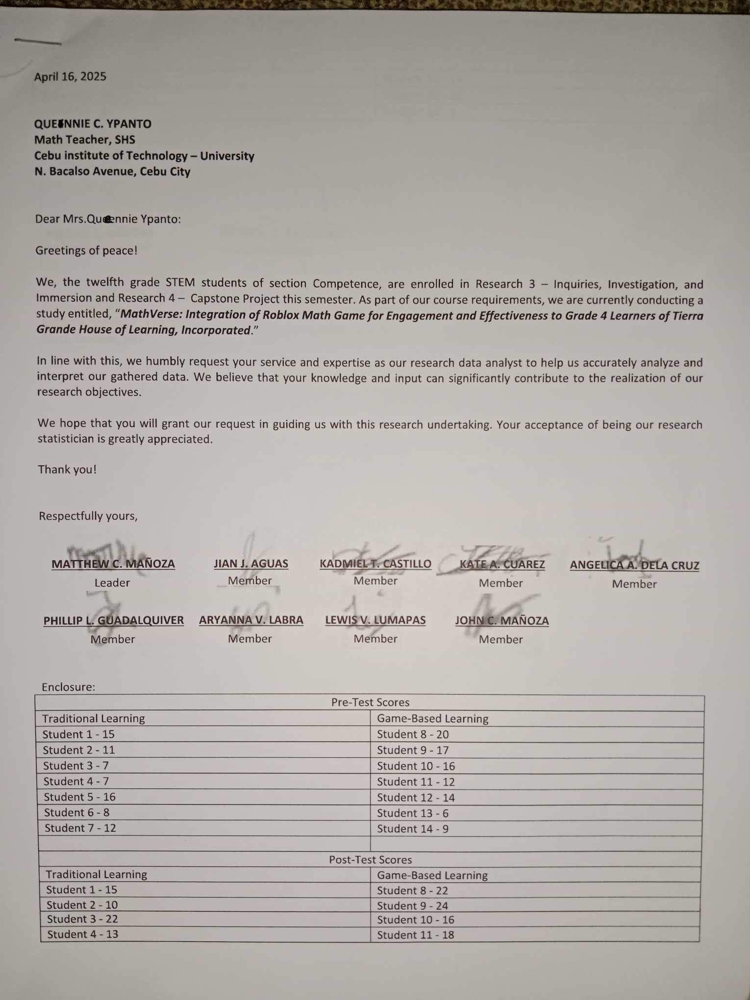 April 16, 2025
QUEENNIE C. YPANTO
Math Teacher, SHS
Cebu institute of Technology – University
N. Bacalso Avenue, Cebu City
Dear Mrs.Queennie Ypanto:
Greetings of peace!
We, the twelfth grade STEM students of section Competence, are enrolled in Research 3 – Inquiries, Investigation, and
Immersion and Research 4 – Capstone Project this semester. As part of our course requirements, we are currently conducting a
study entitled, “MathVerse: Integration of Roblox Math Game for Engagement and Effectiveness to Grade 4 Learners of Tierra
Grande House of Learning, Incorporated.”
In line with this, we humbly request your service and expertise as our research data analyst to help us accurately analyze and
interpret our gathered data. We believe that your knowledge and input can significantly contribute to the realization of our
research objectives.
We hope that you will grant our request in guiding us with this research undertaking. Your acceptance of being our research
statistician is greatly appreciated.
Thank you!
Respectfully yours,
MATTHEW C. MAÑOZA JIAN J. AGUAS KADMIEL T. CASTILLO KATE A. CUAREZ ANGELICA A. DELA CRUZ
Leader Member Member Member Member
PHILLIP L. GUADALQUIVER ARYANNA V. LABRA LEWIS V. LUMAPAS JOHN C. MAÑOZA
Member Member Member Member
Enclosure:
Pre-Test Scores
Traditional Learning Game-Based Learning
Student 1 - 15 Student 8 - 20
Student 2 - 11 Student 9 - 17
Student 3 - 7 Student 10 - 16
Student 4 - 7 Student 11 - 12
Student 5 - 16 Student 12 - 14
Student 6 - 8 Student 13 - 6
Student 7 - 12 Student 14 - 9
Post-Test Scores
Traditional Learning Game-Based Learning
Student 1 - 15 Student 8 - 22
Student 2 - 10 Student 9 - 24
Student 3 - 22 Student 10 - 16
Student 4 - 13 Student 11 - 18